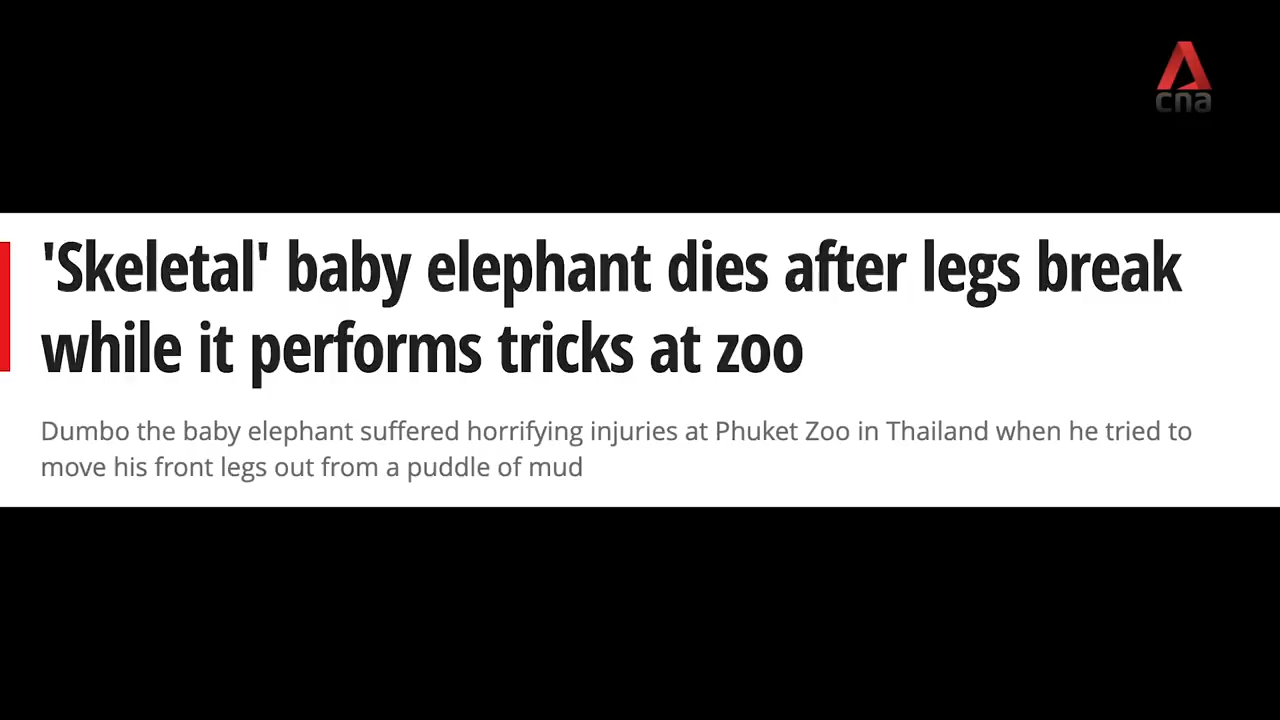 cna
'Skeletal' baby elephant dies after legs break
while it performs tricks at zoo
Dumbo the baby elephant suffered horrifying injuries at Phuket Zoo in Thailand when he tried to
move his front legs out from a puddle of mud